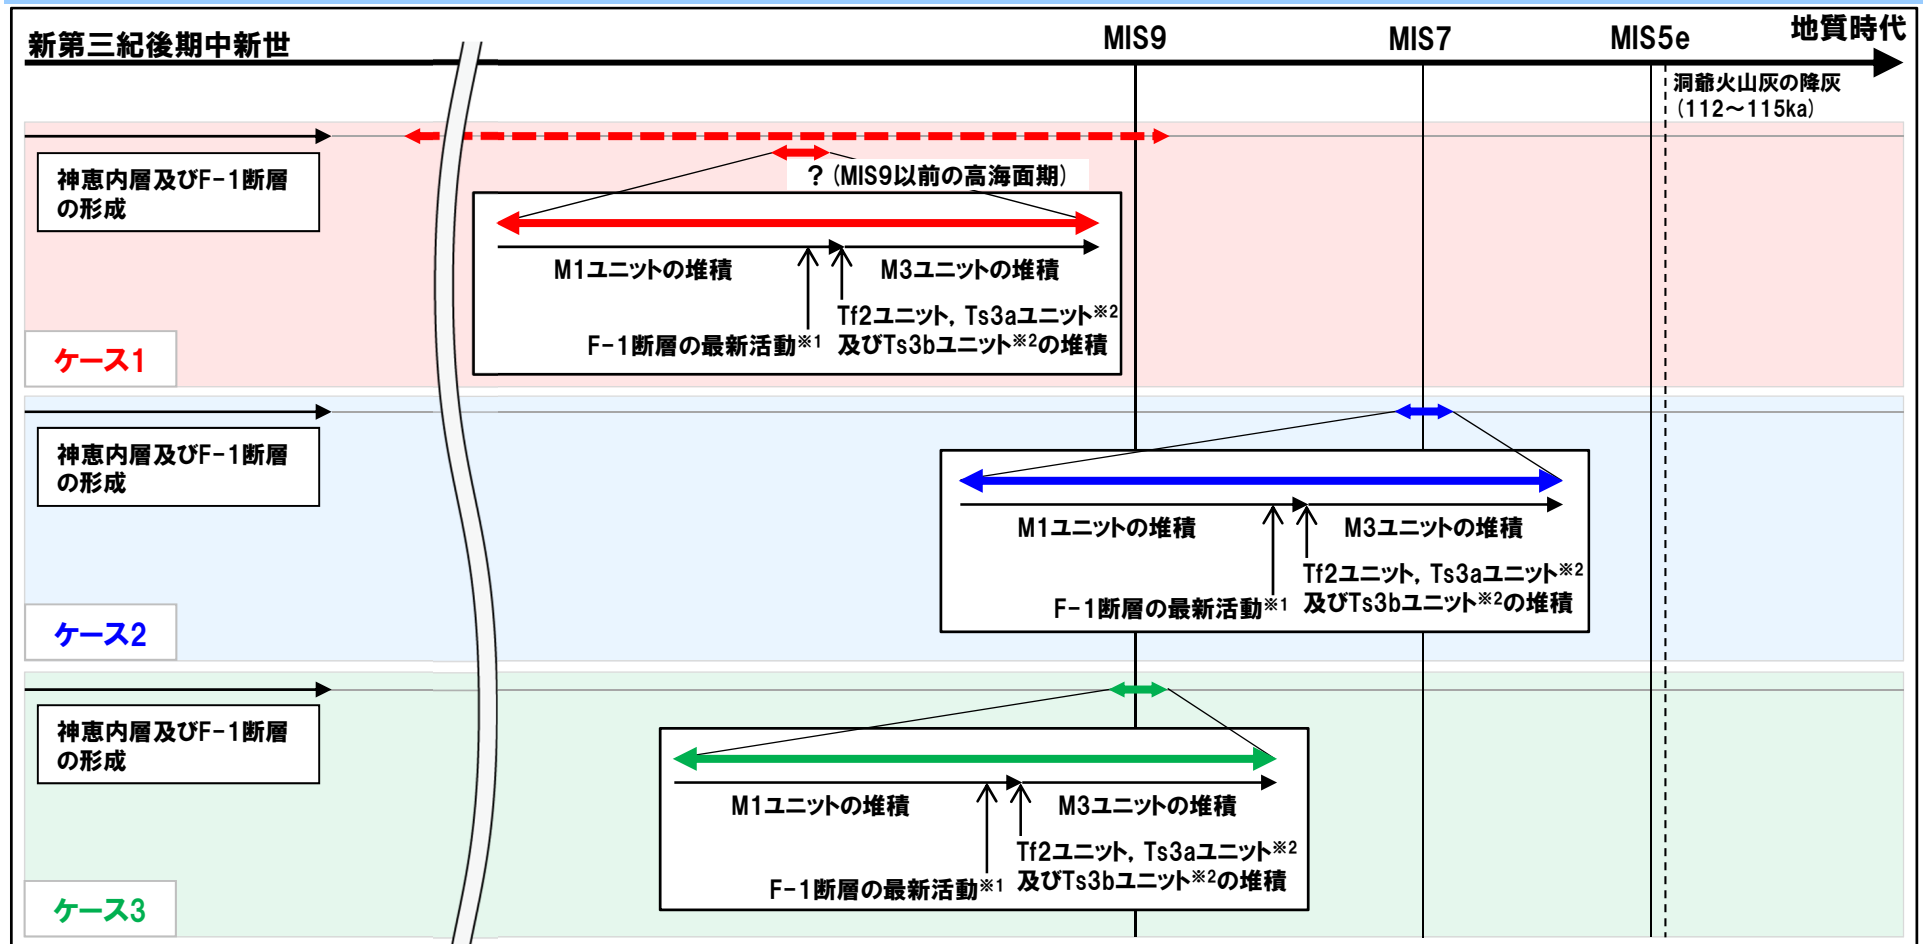 新第三紀後期中新世
MIS9
MIS7
MIS5e
地質時代
洞爺火山灰の降灰
(112～115ka)
神恵内層及びF-1断層
の形成
?（MIS9以前の高海面期）
M1ユニットの堆積
M3ユニットの堆積
Tf2ユニット, Ts3aユニット※2
F-1断層の最新活動※1
及びTs3bユニット※2の堆積
ケース1
神恵内層及びF-1断層
の形成
M1ユニットの堆積
M3ユニットの堆積
Tf2ユニット, Ts3aユニット※2
F-1断層の最新活動※1
及びTs3bユニット※2の堆積
ケース2
神恵内層及びF-1断層
の形成
M1ユニットの堆積
M3ユニットの堆積
Tf2ユニット, Ts3aユニット※2
F-1断層の最新活動※1
及びTs3bユニット※2の堆積
ケース3